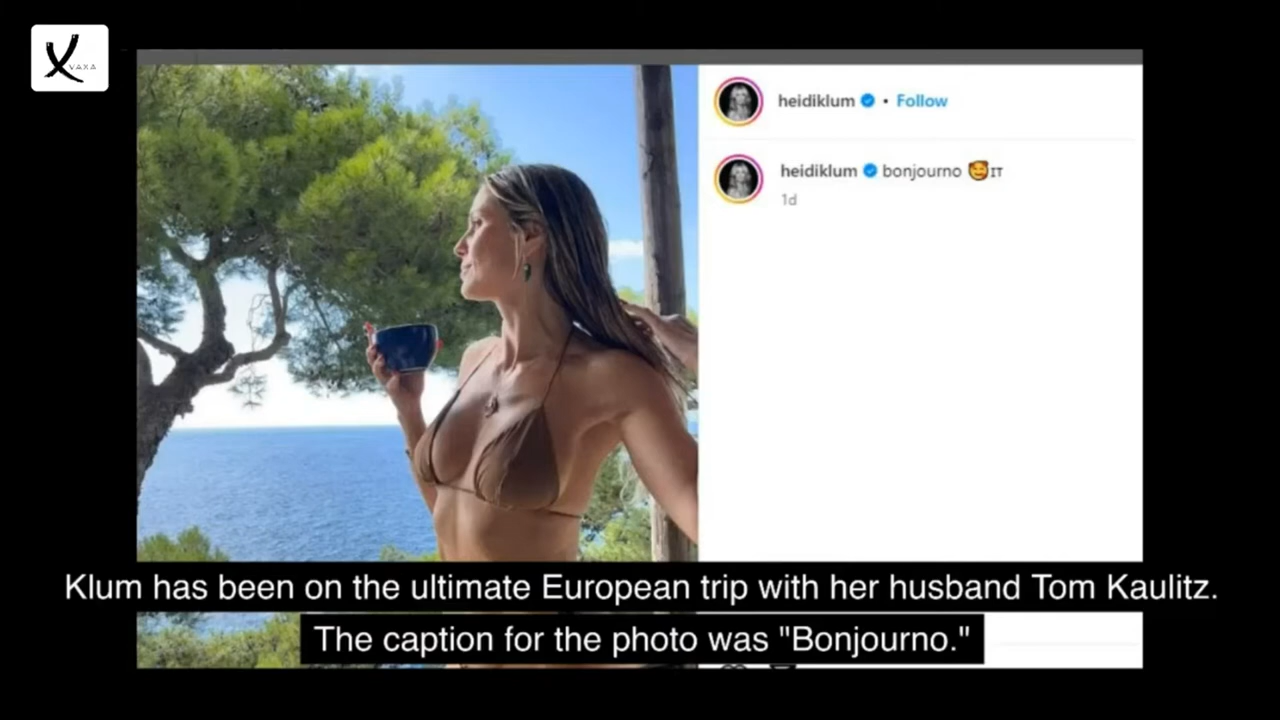 VAXA
heidiklum • Follow
heidiklum bonjourno 🥰 IT
1d
Klum has been on the ultimate European trip with her husband Tom Kaulitz.
The caption for the photo was "Bonjourno."